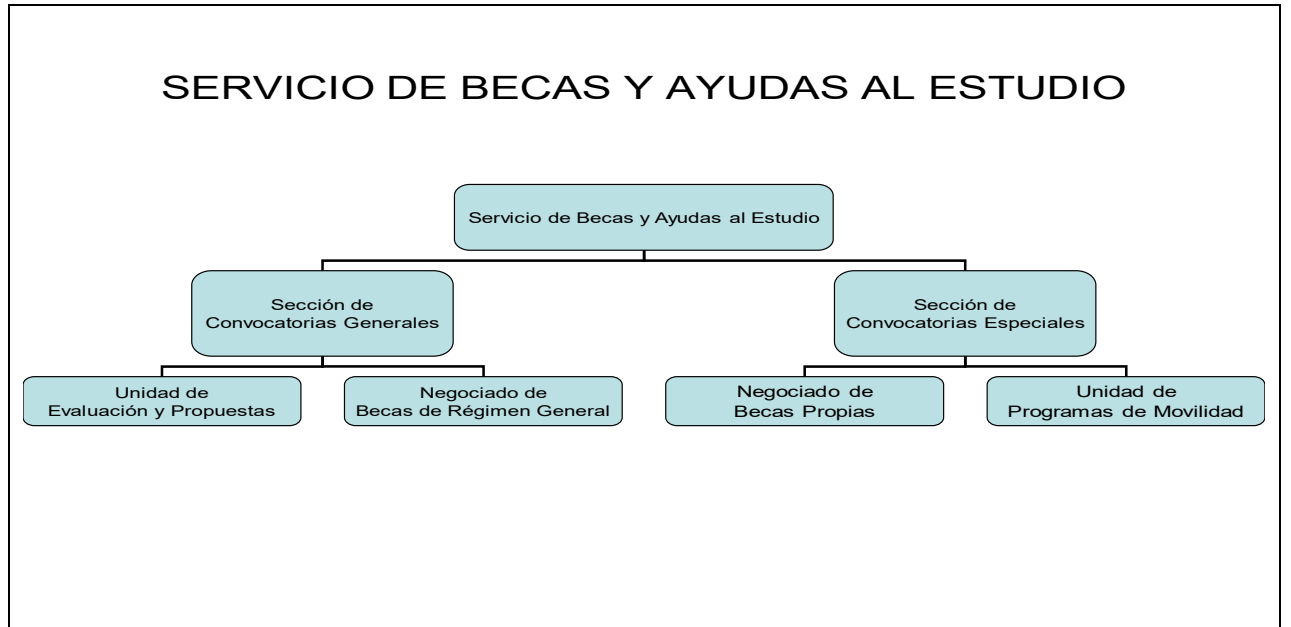 SERVICIO DE BECAS Y AYUDAS AL ESTUDIO
Servicio de Becas y Ayudas al Estudio
Sección de
Convocatorias Generales
Sección de
Convocatorias Especiales
Unidad de
Evaluación y Propuestas
Negociado de
Becas de Régimen General
Negociado de
Becas Propias
Unidad de
Programas de Movilidad